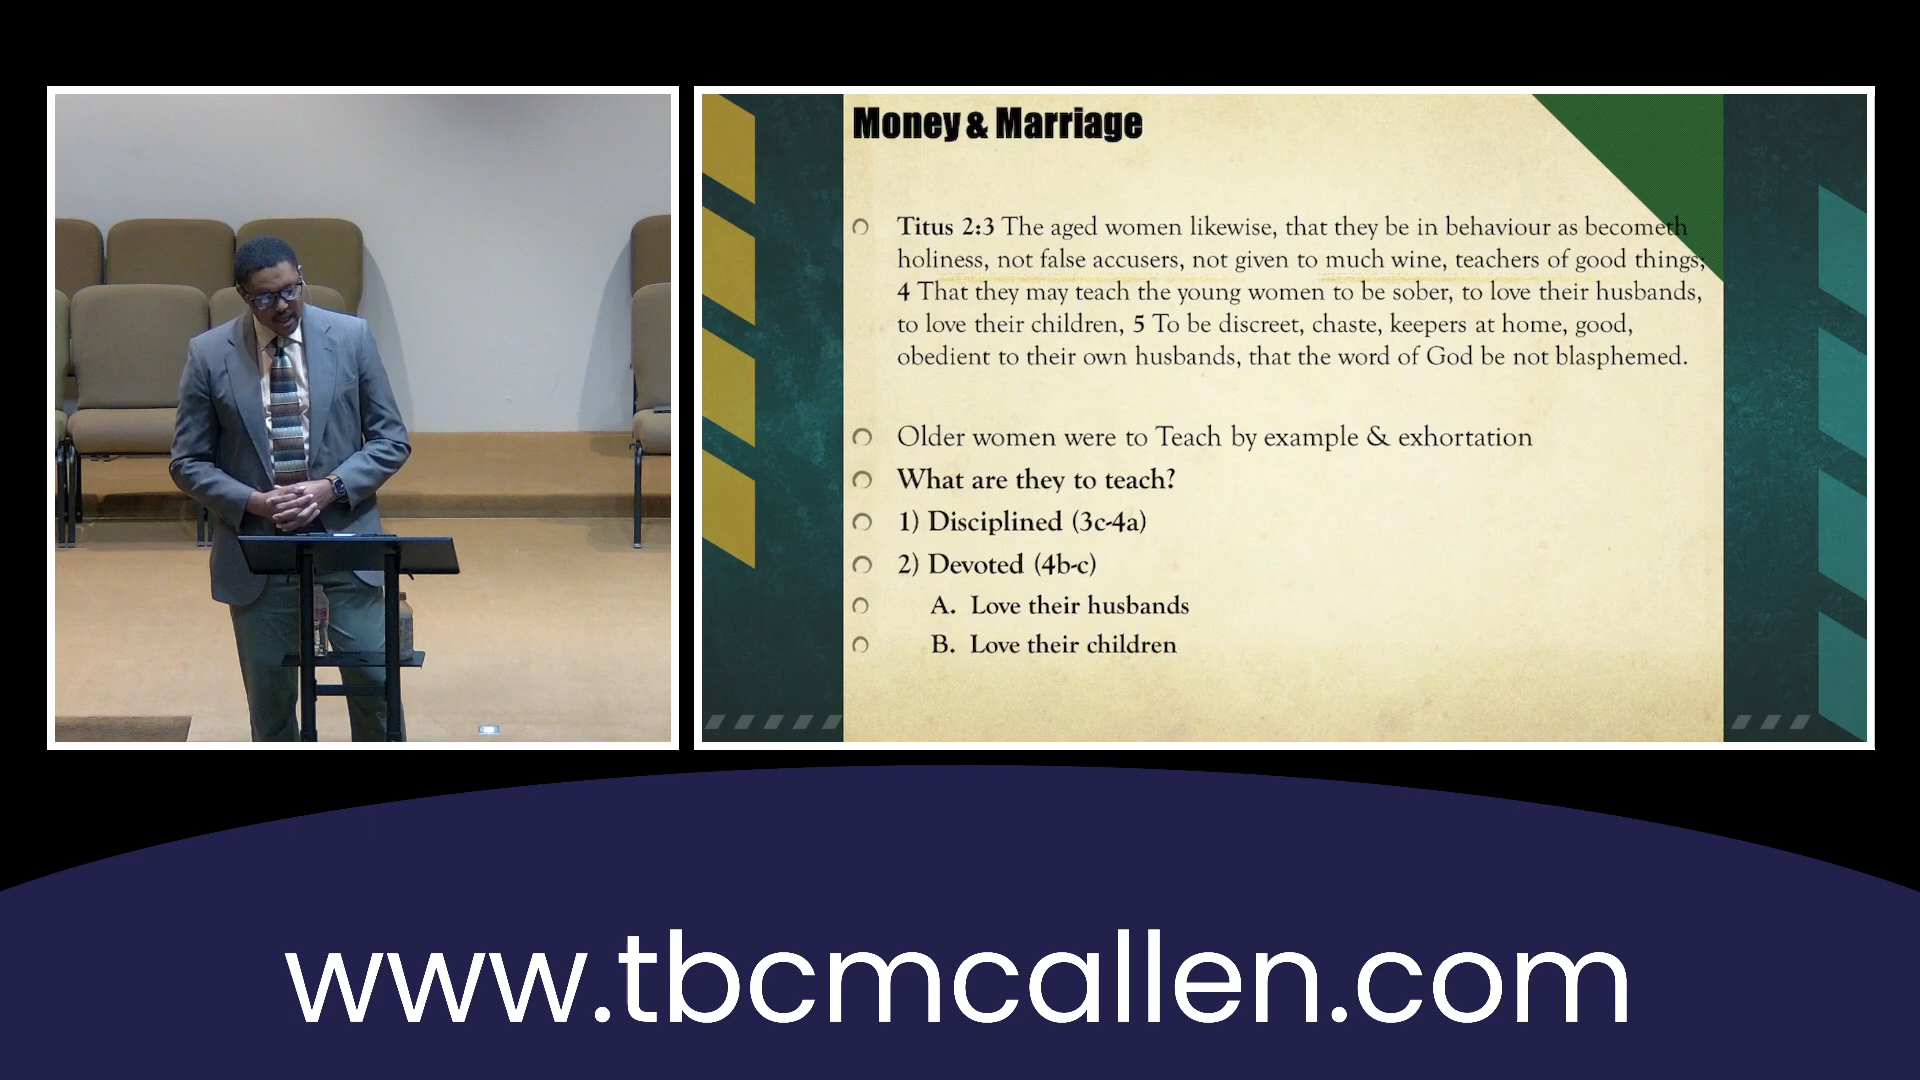 Money & Marriage
Titus 2:3 The aged women likewise, that they be in behaviour as becometh
holiness, not false accusers, not given to much wine, teachers of good things;
4 That they may teach the young women to be sober, to love their husbands,
to love their children, 5 To be discreet, chaste, keepers at home, good,
obedient to their own husbands, that the word of God be not blasphemed.
Older women were to Teach by example & exhortation
What are they to teach?
1) Disciplined (3c-4a)
2) Devoted (4b-c)
A. Love their husbands
B. Love their children
www.tbcmcallen.com